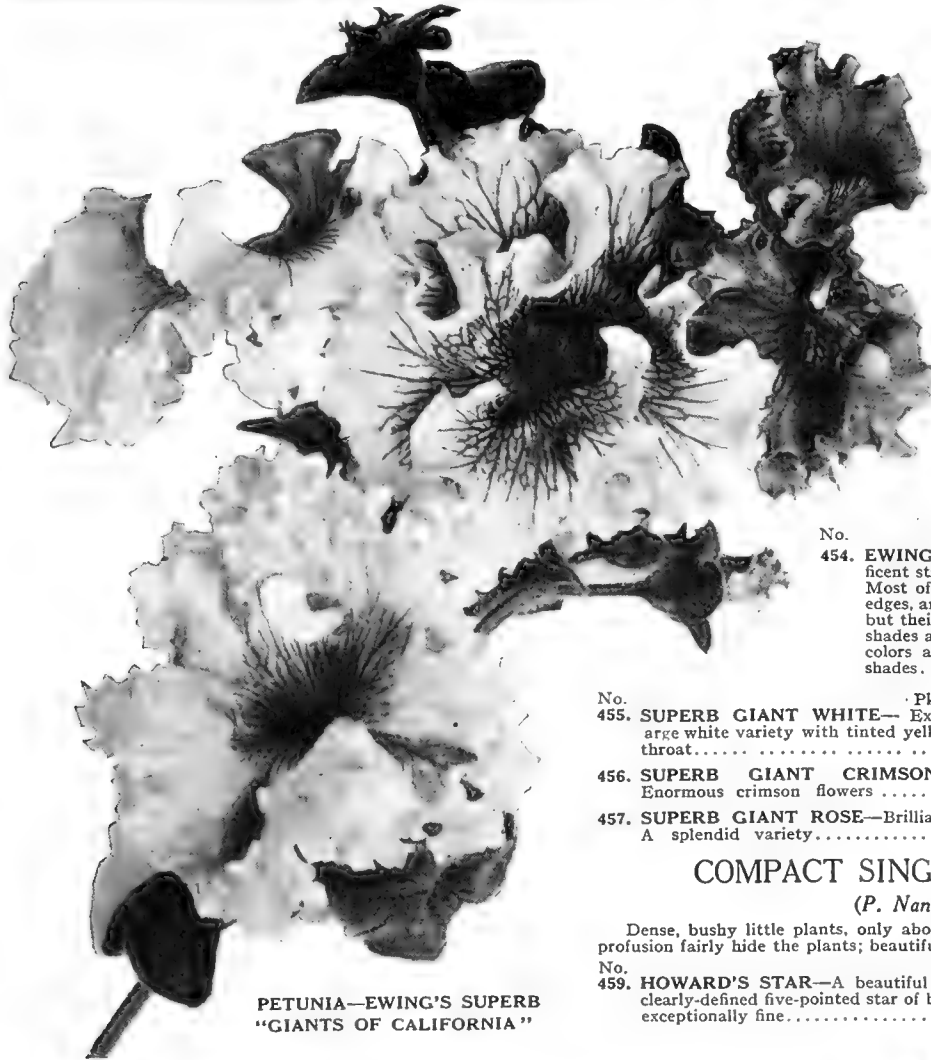 No.
454. EWING
ficent st
Most of
edges, a
but thei
shades a
colors a
shades.
No. Pl
455. SUPERB GIANT WHITE— Ex
arge white variety with tinted yell
throat
456. SUPERB GIANT CRIMSON
Enormous crimson flowers
457. SUPERB GIANT ROSE—Brillia
A splendid variety
COMPACT SING
(P. Nan
Dense, bushy little plants, only abo
profusion fairly hide the plants; beautifu
No.
459. HOWARD'S STAR—A beautiful
clearly-defined five-pointed star of b
exceptionally fine
PETUNIA—EWING'S SUPERB
"GIANTS OF CALIFORNIA"